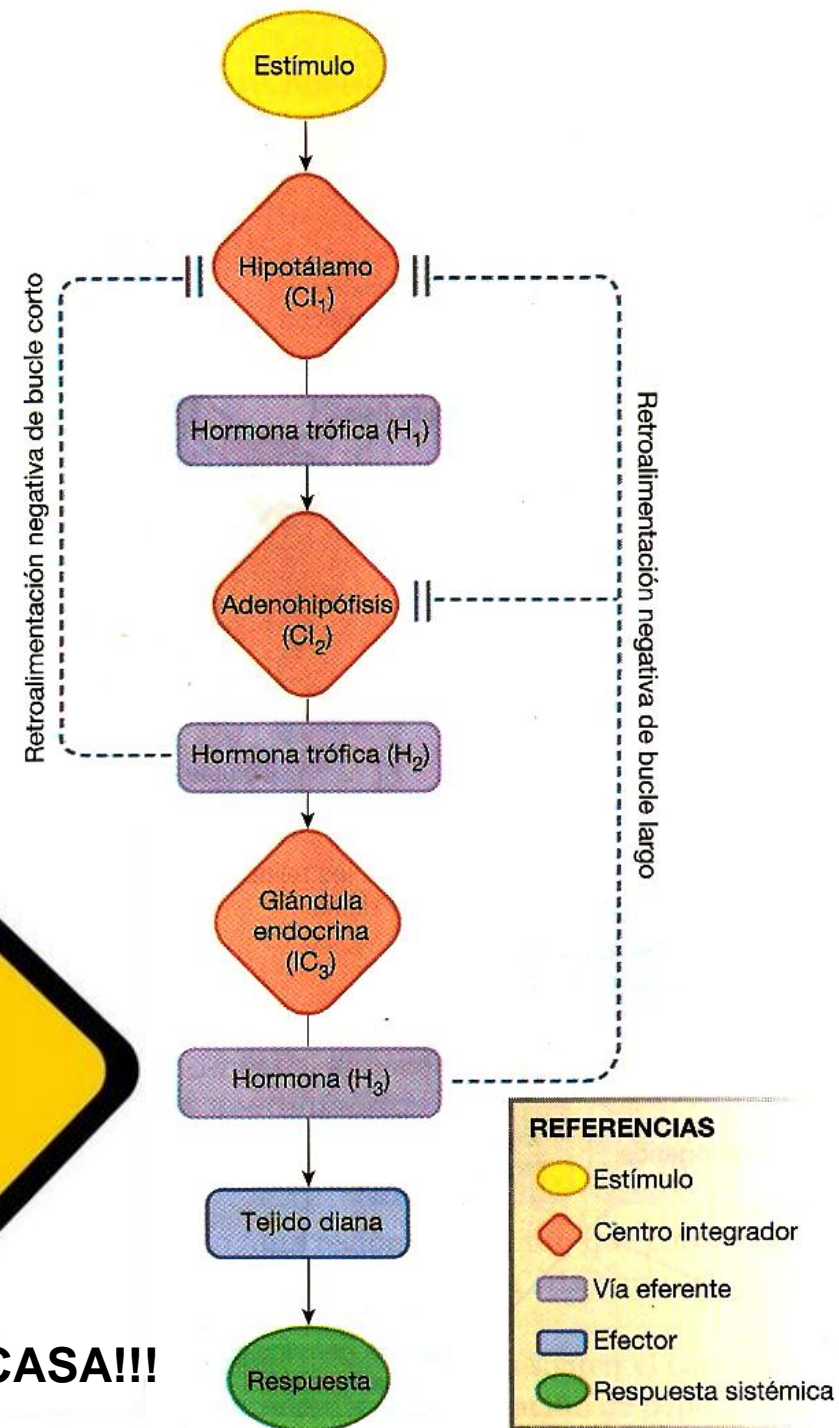 Estímulo
Hipotálamo
(CI₁)
Retroalimentación negativa de bucle corto
Retroalimentación negativa de bucle largo
Hormona trófica (H₁)
Adenohipófisis
(CI₂)
Hormona trófica (H₂)
Glándula
endocrina
(IC₃)
Hormona (H₃)
Tejido diana
Respuesta
CASA!!!
REFERENCIAS
Estímulo
Centro integrador
Vía eferente
Efector
Respuesta sistémica